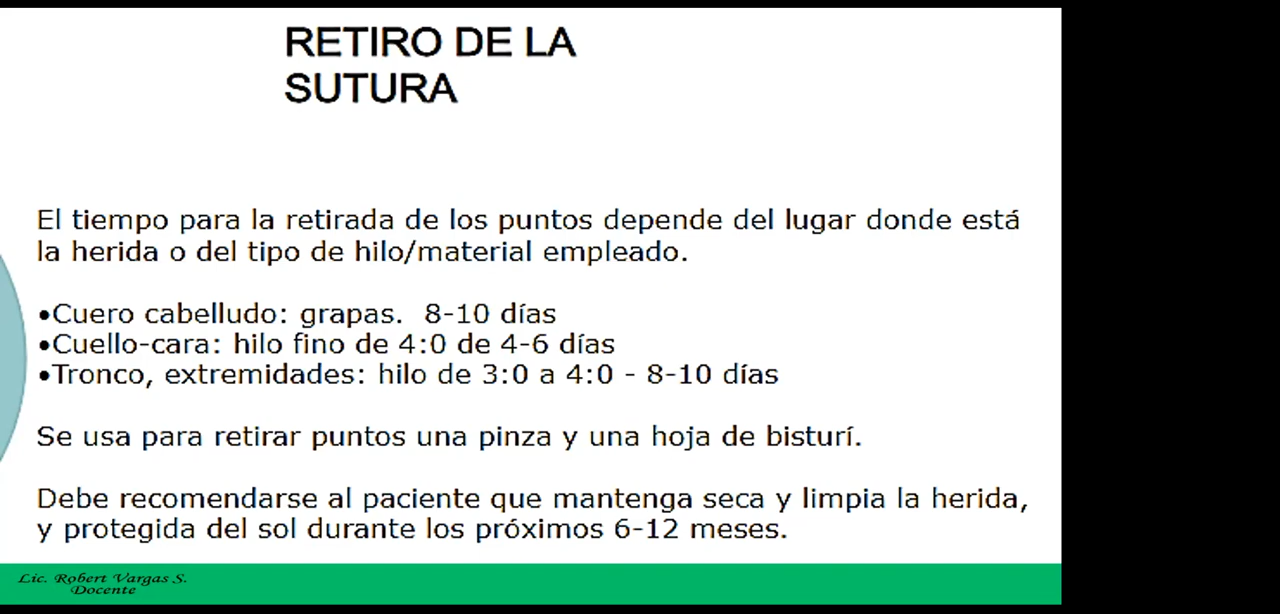 RETIRO DE LA
SUTURA
El tiempo para la retirada de los puntos depende del lugar donde está
la herida o del tipo de hilo/material empleado.
•Cuero cabelludo: grapas.  8-10 días
•Cuello-cara: hilo fino de 4:0 de 4-6 días
•Tronco, extremidades: hilo de 3:0 a 4:0 - 8-10 días
Se usa para retirar puntos una pinza y una hoja de bisturí.
Debe recomendarse al paciente que mantenga seca y limpia la herida,
y protegida del sol durante los próximos 6-12 meses.
Lic. Robert Vargas S.
Docente